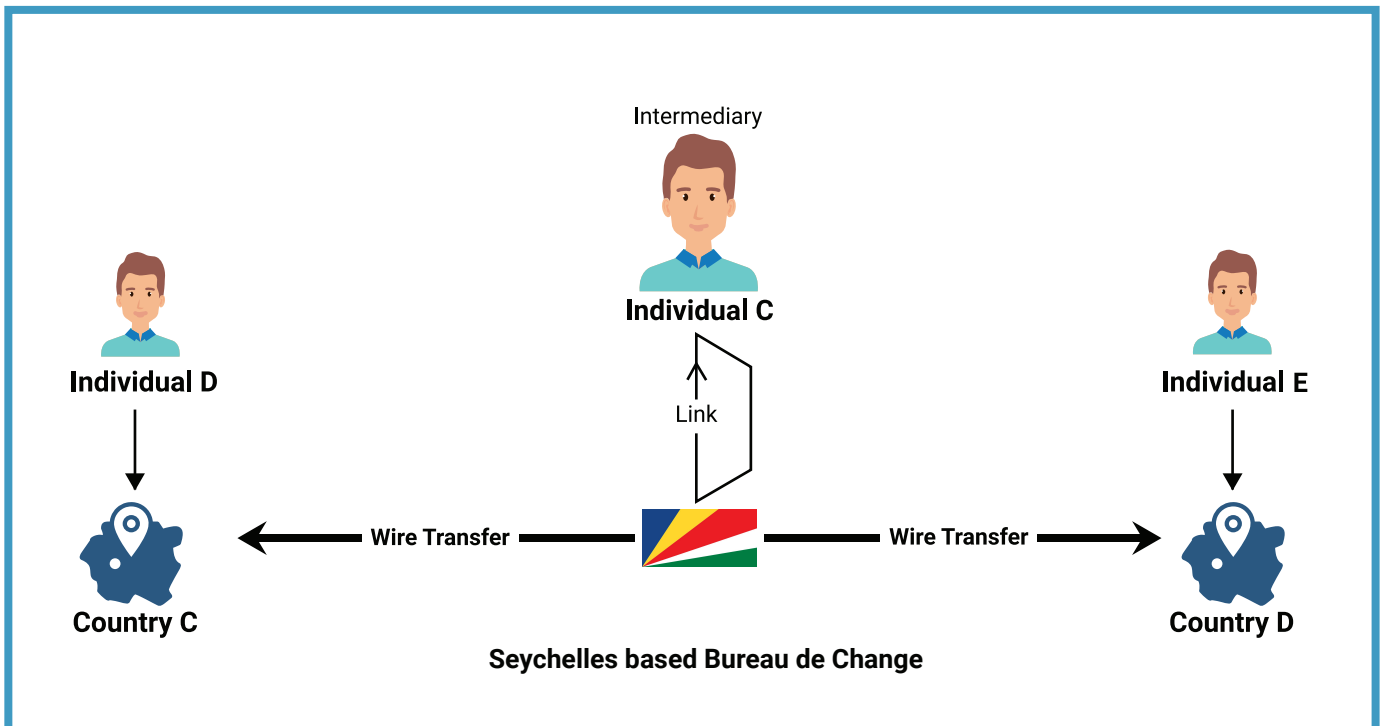 Intermediary
Individual C
Individual D
Individual E
Link
Wire Transfer
Wire Transfer
Country C
Country D
Seychelles based Bureau de Change